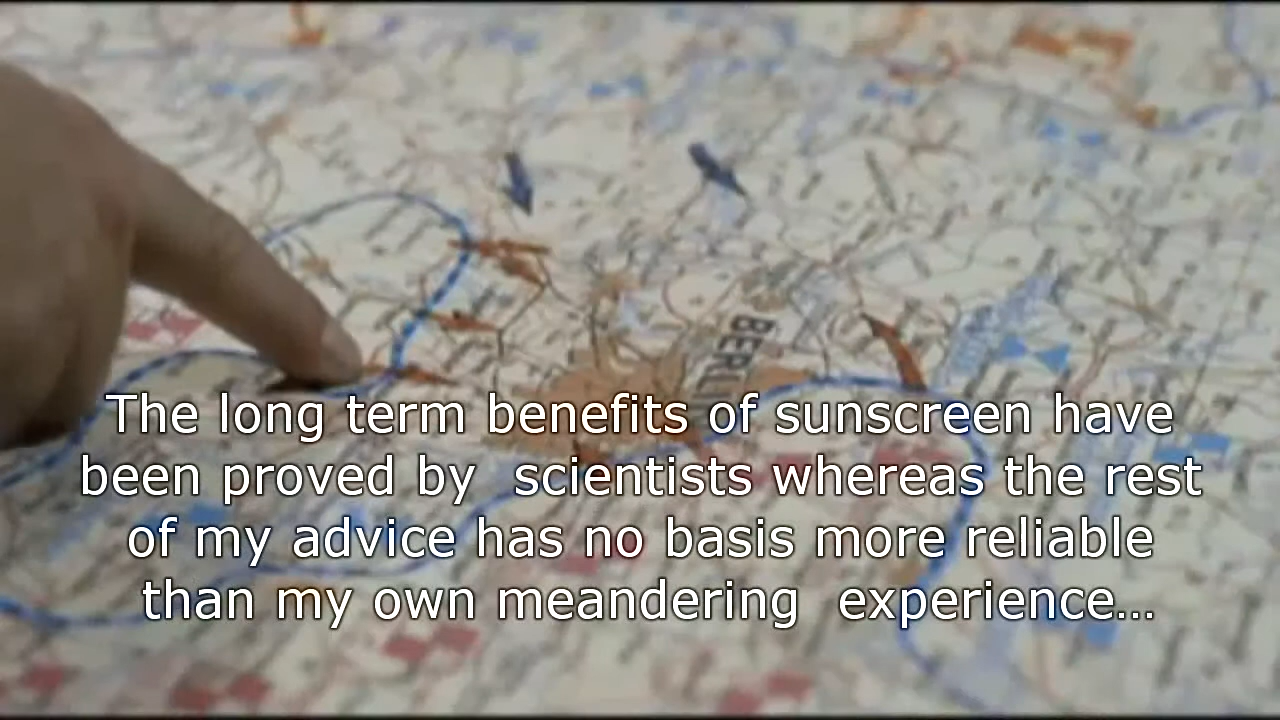 BERLIN
The long term benefits of sunscreen have
been proved by  scientists whereas the rest
of my advice has no basis more reliable
than my own meandering  experience…